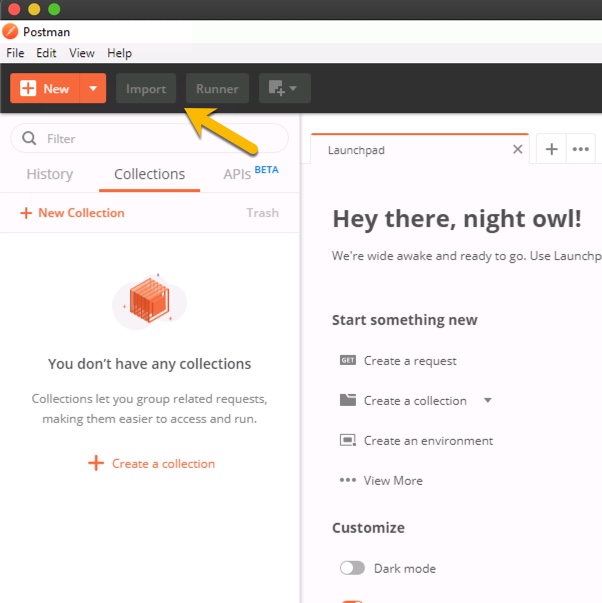 Postman
File Edit View Help
New Import Runner
Filter
Launchpad
History Collections APIs BETA
New Collection Trash
Hey there, night owl!
We're wide awake and ready to go. Use Launchp
Start something new
You don't have any collections
GET Create a request
Collections let you group related requests,
making them easier to access and run.
Create a collection
Create an environment
Create a collection
View More
Customize
Dark mode